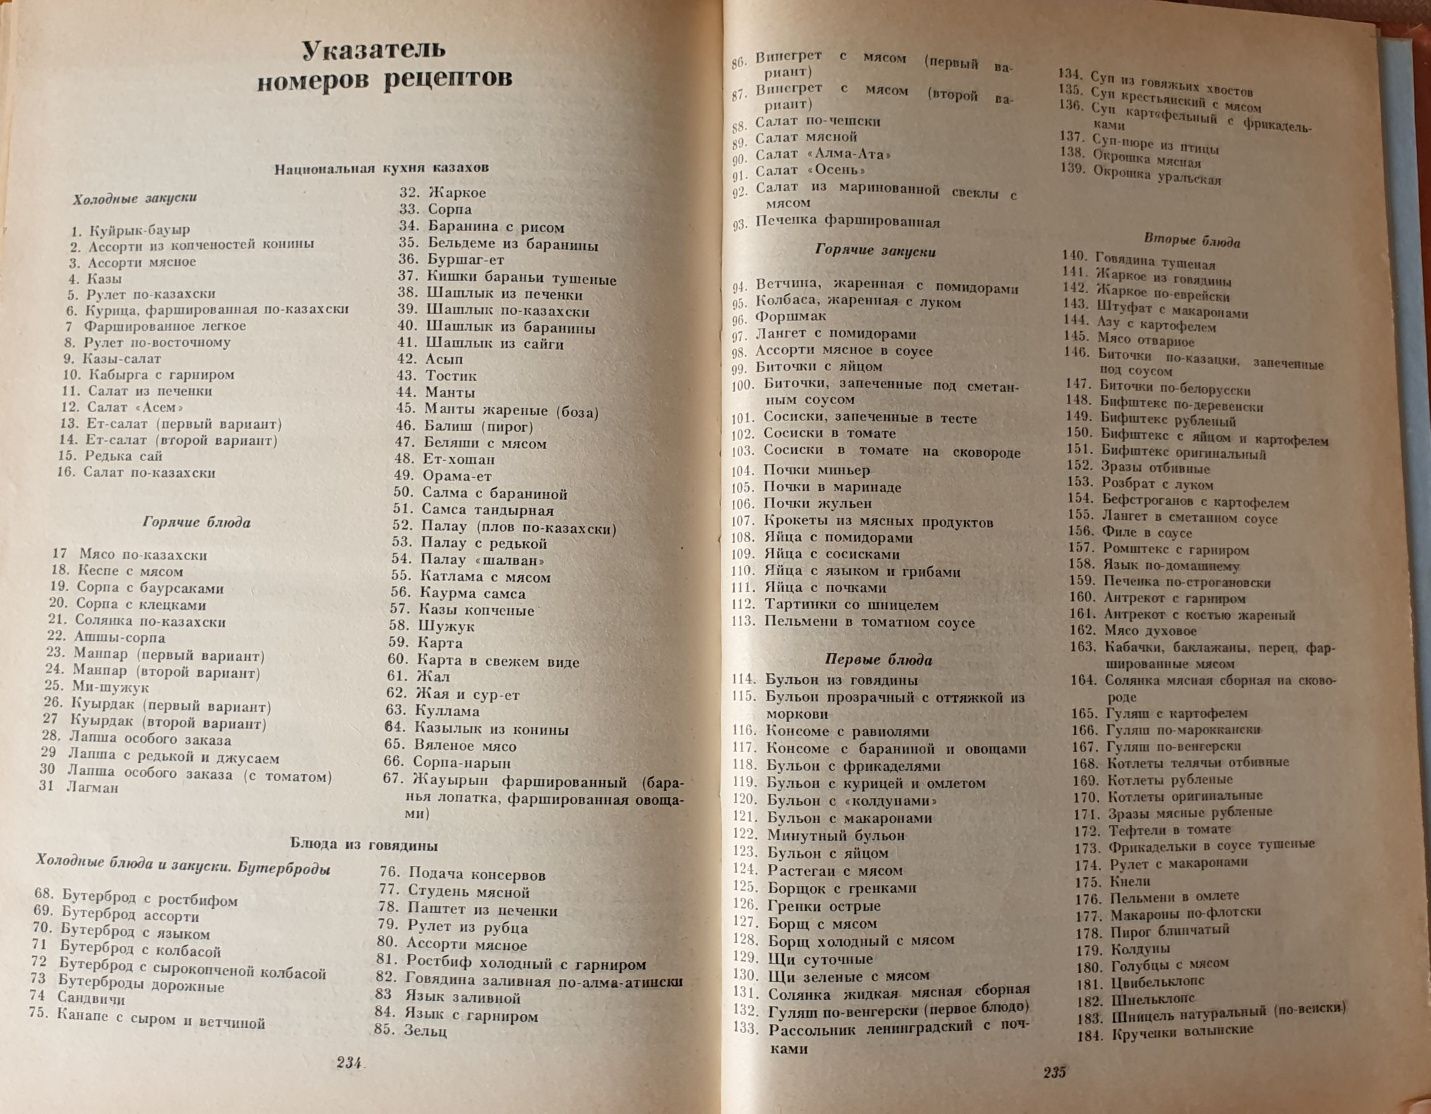 Указатель
номеров рецептов
Национальная кухня казахов
Холодные закуски
1. Куйрык-бауыр
2. Ассорти из копченостей конины
3. Ассорти мясное
4. Казы
5. Рулет по-казахски
6. Курица, фаршированная по-казахски
7 Фаршированное легкое
8. Рулет по-восточному
9. Казы-салат
10. Кабырга с гарниром
11. Салат из печенки
12. Салат «Асем»
13. Ет-салат (первый вариант)
14. Ет-салат (второй вариант)
15. Редька сай
16. Салат по-казахски
Горячие блюда
17 Мясо по-казахски
18. Кеспе с мясом
19. Сорпа с баурсаками
20. Сорпа с клецками
21. Солянка по-казахски
22. Ашшы-сорпа
23. Манпар (первый вариант)
24. Манпар (второй вариант)
25. Ми-шужук
26. Куырдак (первый вариант)
27 Куырдак (второй вариант)
28. Лапша особого заказа
29 Лапша с редькой и джусаем
30 Лапша особого заказа (с томатом)
31 Лагман
32. Жаркое
33. Сорпа
34. Баранина с рисом
35. Бельдеме из баранины
36. Буршаг-ет
37. Кишки бараньи тушеные
38. Шашлык из печенки
39. Шашлык по-казахски
40. Шашлык из баранины
41. Шашлык из сайги
42. Асып
43. Тостик
44. Манты
45. Манты жареные (боза)
46. Балиш (пирог)
47. Беляши с мясом
48. Ет-хошан
49. Орама-ет
50. Салма с бараниной
51. Самса тандырная
52. Палау (плов по-казахски)
53. Палау с редькой
54. Палау «шалван»
55. Катлама с мясом
56. Каурма самса
57. Казы копченые
58. Шужук
59. Карта
60. Карта в свежем виде
61. Жал
62. Жая и сур-ет
63. Куллама
64. Казылык из конины
65. Вяленое мясо
66. Сорпа-нарын
67. Жауырын фаршированный (бара-
нья лопатка, фаршированная овоща-
ми)
Блюда из говядины
Холодные блюда и закуски. Бутерброды
68. Бутерброд с ростбифом
69. Бутерброд ассорти
70. Бутерброд с языком
71 Бутерброд с колбасой
72 Бутерброд с сырокопченой колбасой
73 Бутерброды дорожные
74 Сандвичи
75. Канапе с сыром и ветчиной
76. Подача консервов
77. Студень мясной
78. Паштет из печенки
79. Рулет из рубца
80. Ассорти мясное
81. Ростбиф холодный с гарниром
82. Говядина заливная по-алма-атински
83 Язык заливной
84. Язык с гарниром
85. Зельц
234
86. Винегрет с мясом (первый ва-
риант)
87. Винегрет с мясом (второй ва-
риант)
88. Салат по-чешски
89. Салат мясной
90. Салат «Алма-Ата»
91. Салат «Осень»
92. Салат из маринованной свеклы с
мясом
93. Печенка фаршированная
Горячие закуски
94. Ветчина, жаренная с помидорами
95. Колбаса, жаренная с луком
96. Форшмак
97. Лангет с помидорами
98. Ассорти мясное в соусе
99. Биточки с яйцом
100. Биточки, запеченные под сметан-
ным соусом
101. Сосиски, запеченные в тесте
102. Сосиски в томате
103. Сосиски в томате на сковороде
104. Почки миньер
105. Почки в маринаде
106. Почки жульен
107. Крокеты из мясных продуктов
108. Яйца с помидорами
109. Яйца с сосисками
110. Яйца с языком и грибами
111. Яйца с почками
112. Тартинки со шницелем
113. Пельмени в томатном соусе
Первые блюда
114. Бульон из говядины
115. Бульон прозрачный с оттяжкой из
моркови
116. Консоме с равиолями
117. Консоме с бараниной и овощами
118. Бульон с фрикаделями
119. Бульон с курицей и омлетом
120. Бульон с «колдунами»
121. Бульон с макаронами
122. Минутный бульон
123. Бульон с яйцом
124. Растегаи с мясом
125. Борщок с гренками
126. Гренки острые
127. Борщ с мясом
128. Борщ холодный с мясом
129. Щи суточные
130. Щи зеленые с мясом
131. Солянка жидкая мясная сборная
132. Гуляш по-венгерски (первое блюдо)
133. Рассольник ленинградский с поч-
ками
134. Суп из говяжьих хвостов
135. Суп крестьянский с мясом
136. Суп картофельный с фрикадель-
ками
137. Суп-пюре из птицы
138. Окрошка мясная
139. Окрошка уральская
Вторые блюда
140. Говядина тушеная
141. Жаркое из говядины
142. Жаркое по-еврейски
143. Штуфат с макаронами
144. Азу с картофелем
145. Мясо отварное
146. Биточки по-казацки, запеченные
под соусом
147. Биточки по-белорусски
148. Бифштекс по-деревенски
149. Бифштекс рубленый
150. Бифштекс с яйцом и картофелем
151. Бифштекс оригинальный
152. Зразы отбивные
153. Розбрат с луком
154. Бефстроганов с картофелем
155. Лангет в сметанном соусе
156. Филе в соусе
157. Ромштекс с гарниром
158. Язык по-домашнему
159. Печенка по-строгановски
160. Антрекот с гарниром
161. Антрекот с костью жареный
162. Мясо духовое
163. Кабачки, баклажаны, перец, фар-
шированные мясом
164. Солянка мясная сборная на сково-
роде
165. Гуляш с картофелем
166. Гуляш по-мароккански
167. Гуляш по-венгерски
168. Котлеты телячьи отбивные
169. Котлеты рубленые
170. Котлеты оригинальные
171. Зразы мясные рубленые
172. Тефтели в томате
173. Фрикадельки в соусе тушеные
174. Рулет с макаронами
175. Кнели
176. Пельмени в омлете
177. Макароны по-флотски
178. Пирог блинчатый
179. Колдуны
180. Голубцы с мясом
181. Цвибельклопс
182. Шнельклопс
183. Шницель натуральный (по-венски)
184. Крученки волынские
235